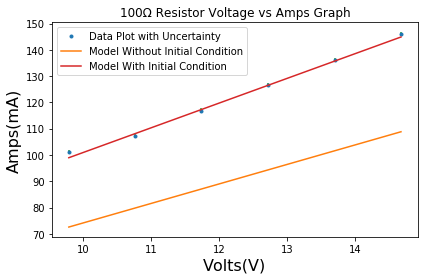 100Ω Resistor Voltage vs Amps Graph
Data Plot with Uncertainty
Model Without Initial Condition
Model With Initial Condition
Amps(mA)
150
140
130
120
110
100
90
80
70
10 11 12 13 14
Volts(V)